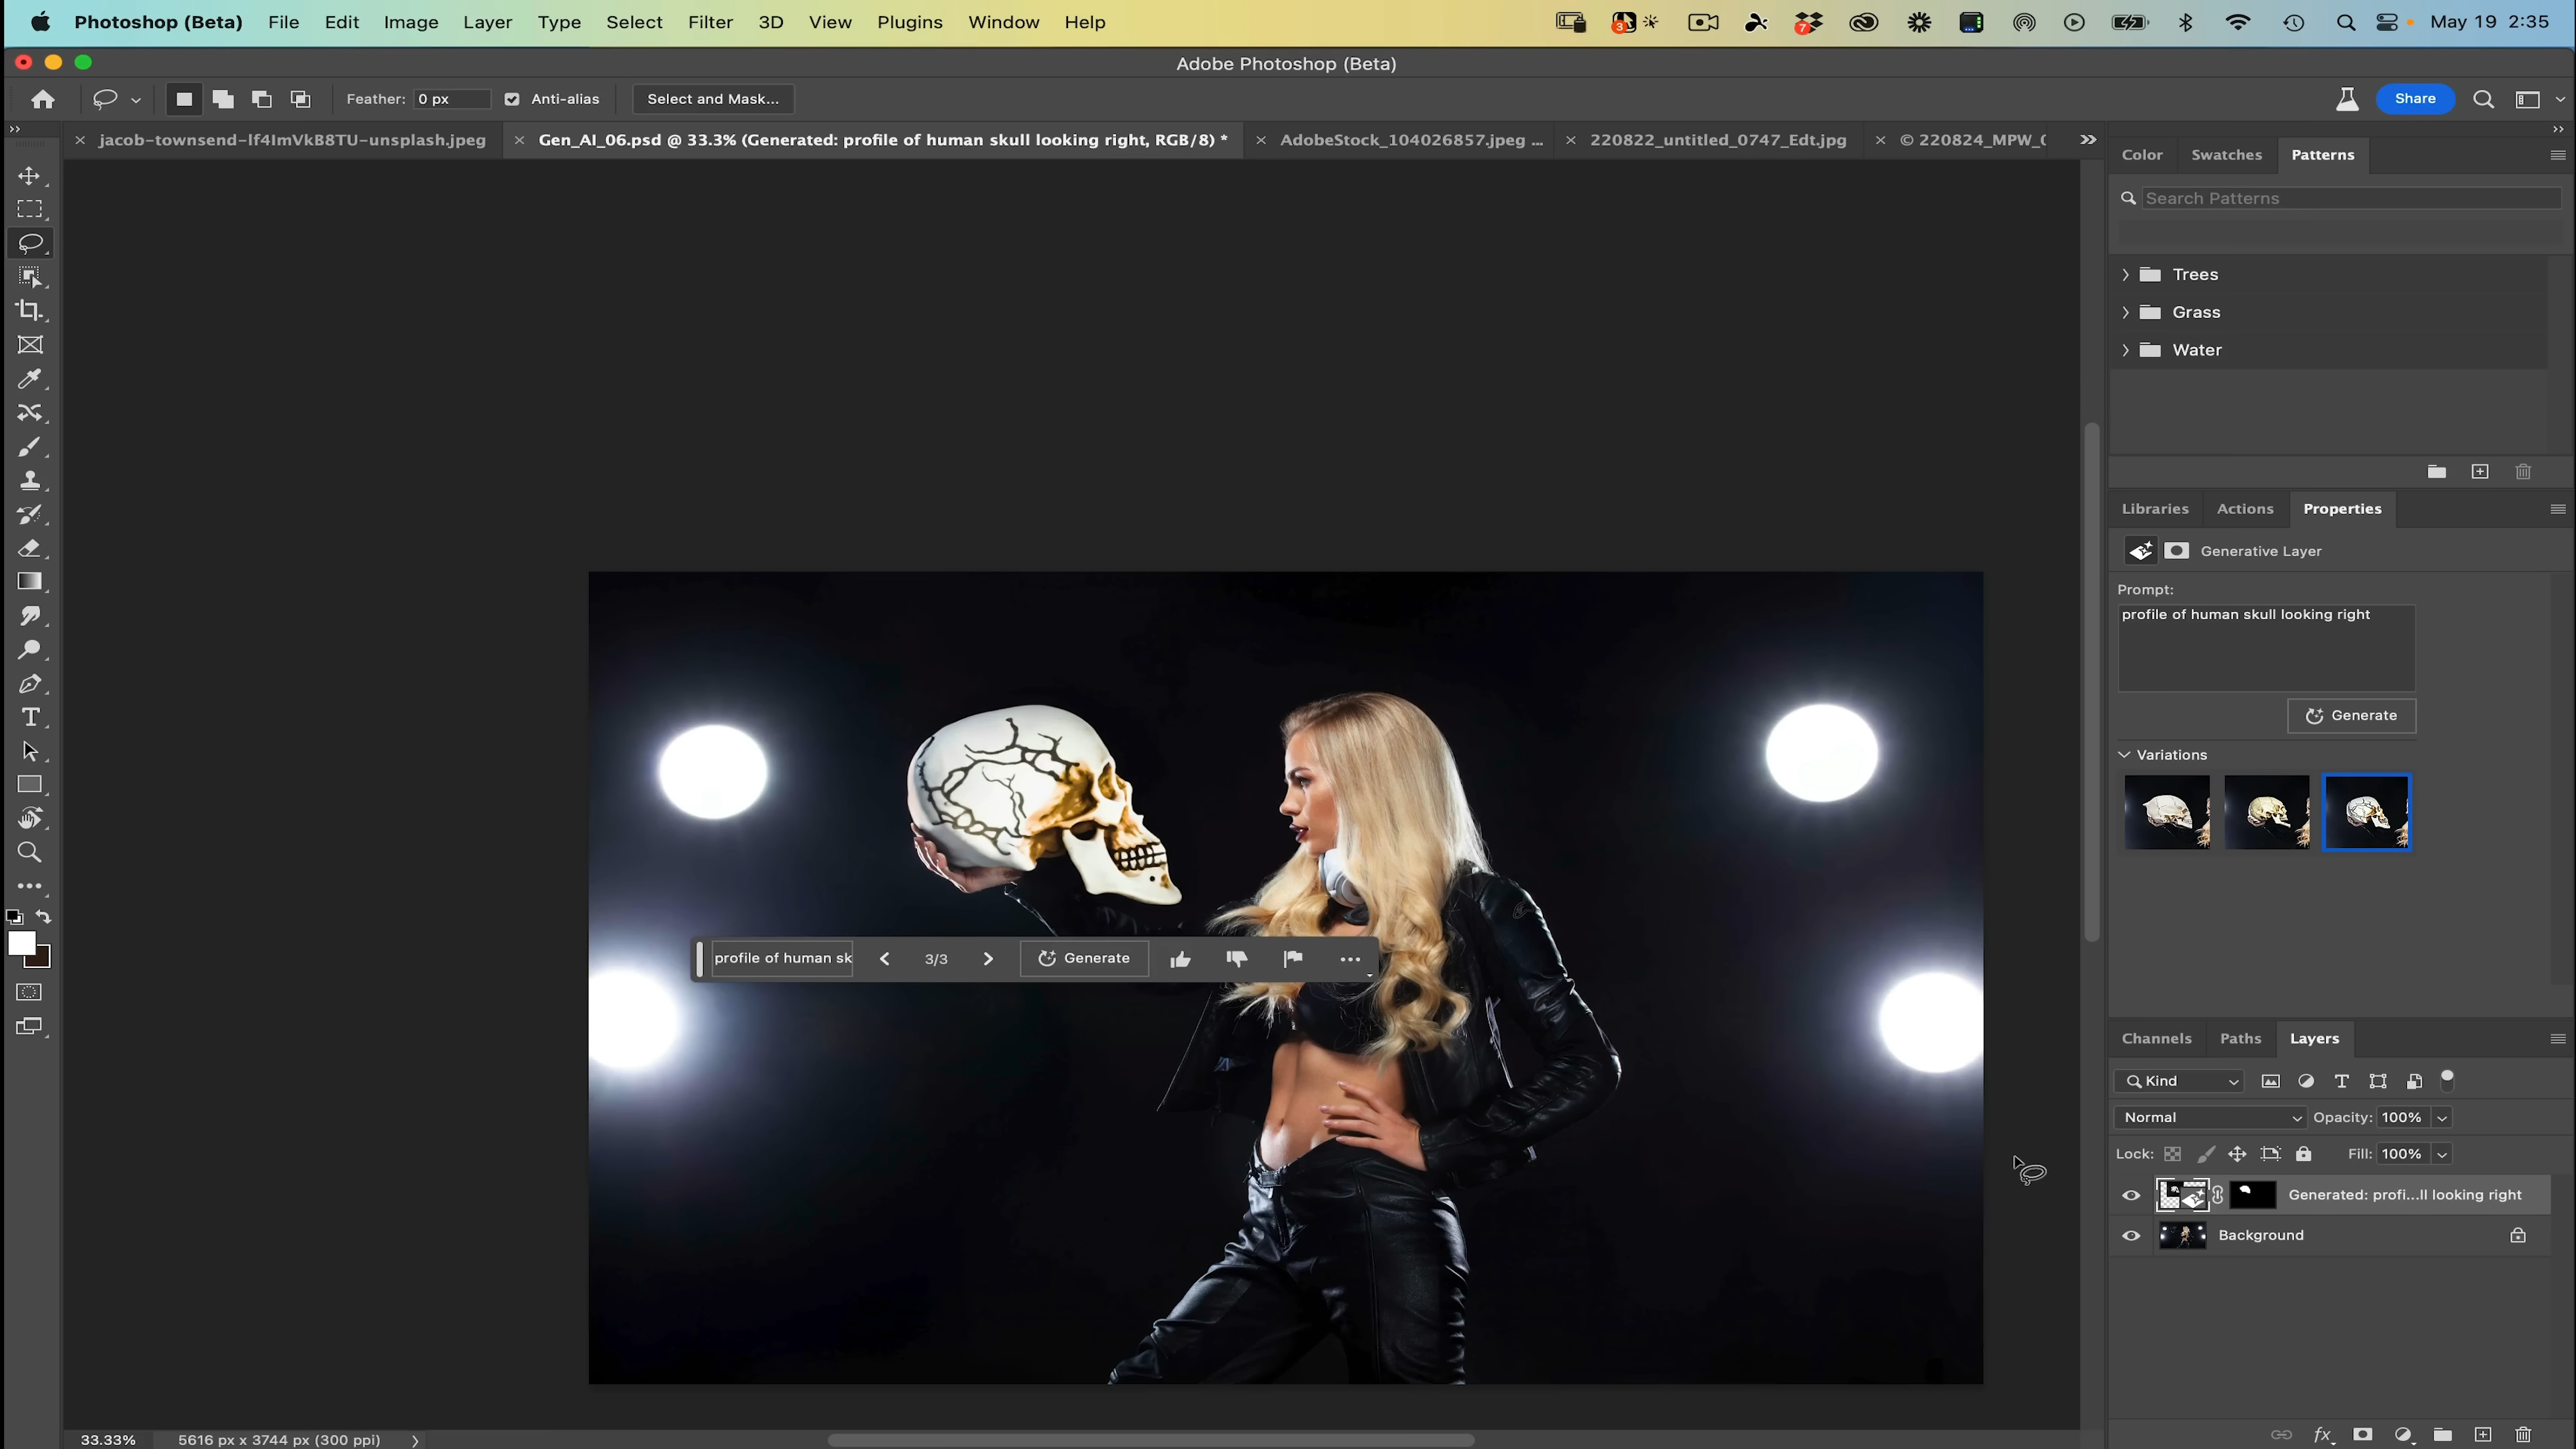 Photoshop (Beta) File Edit Image Layer Type Select Filter 3D View Plugins Window Help
3
7
May 19 2:35
Adobe Photoshop (Beta)
Feather: 0 px Anti-alias Select and Mask... Share
jacob-townsend-lf4ImVkB8TU-unsplash.jpeg
Gen_AI_06.psd @ 33.3% (Generated: profile of human skull looking right, RGB/8) *
AdobeStock_104026857.jpeg ...
220822_untitled_0747_Edt.jpg
© 220824_MPW_
Color Swatches Patterns
Search Patterns
Trees
Grass
Water
Libraries Actions Properties
Generative Layer
Prompt:
profile of human skull looking right
Generate
Variations
profile of human sk 3/3 Generate
Channels Paths Layers
Kind
Normal Opacity: 100%
Lock: Fill: 100%
Generated: profi...ll looking right
Background
33.33% 5616 px x 3744 px (300 ppi)